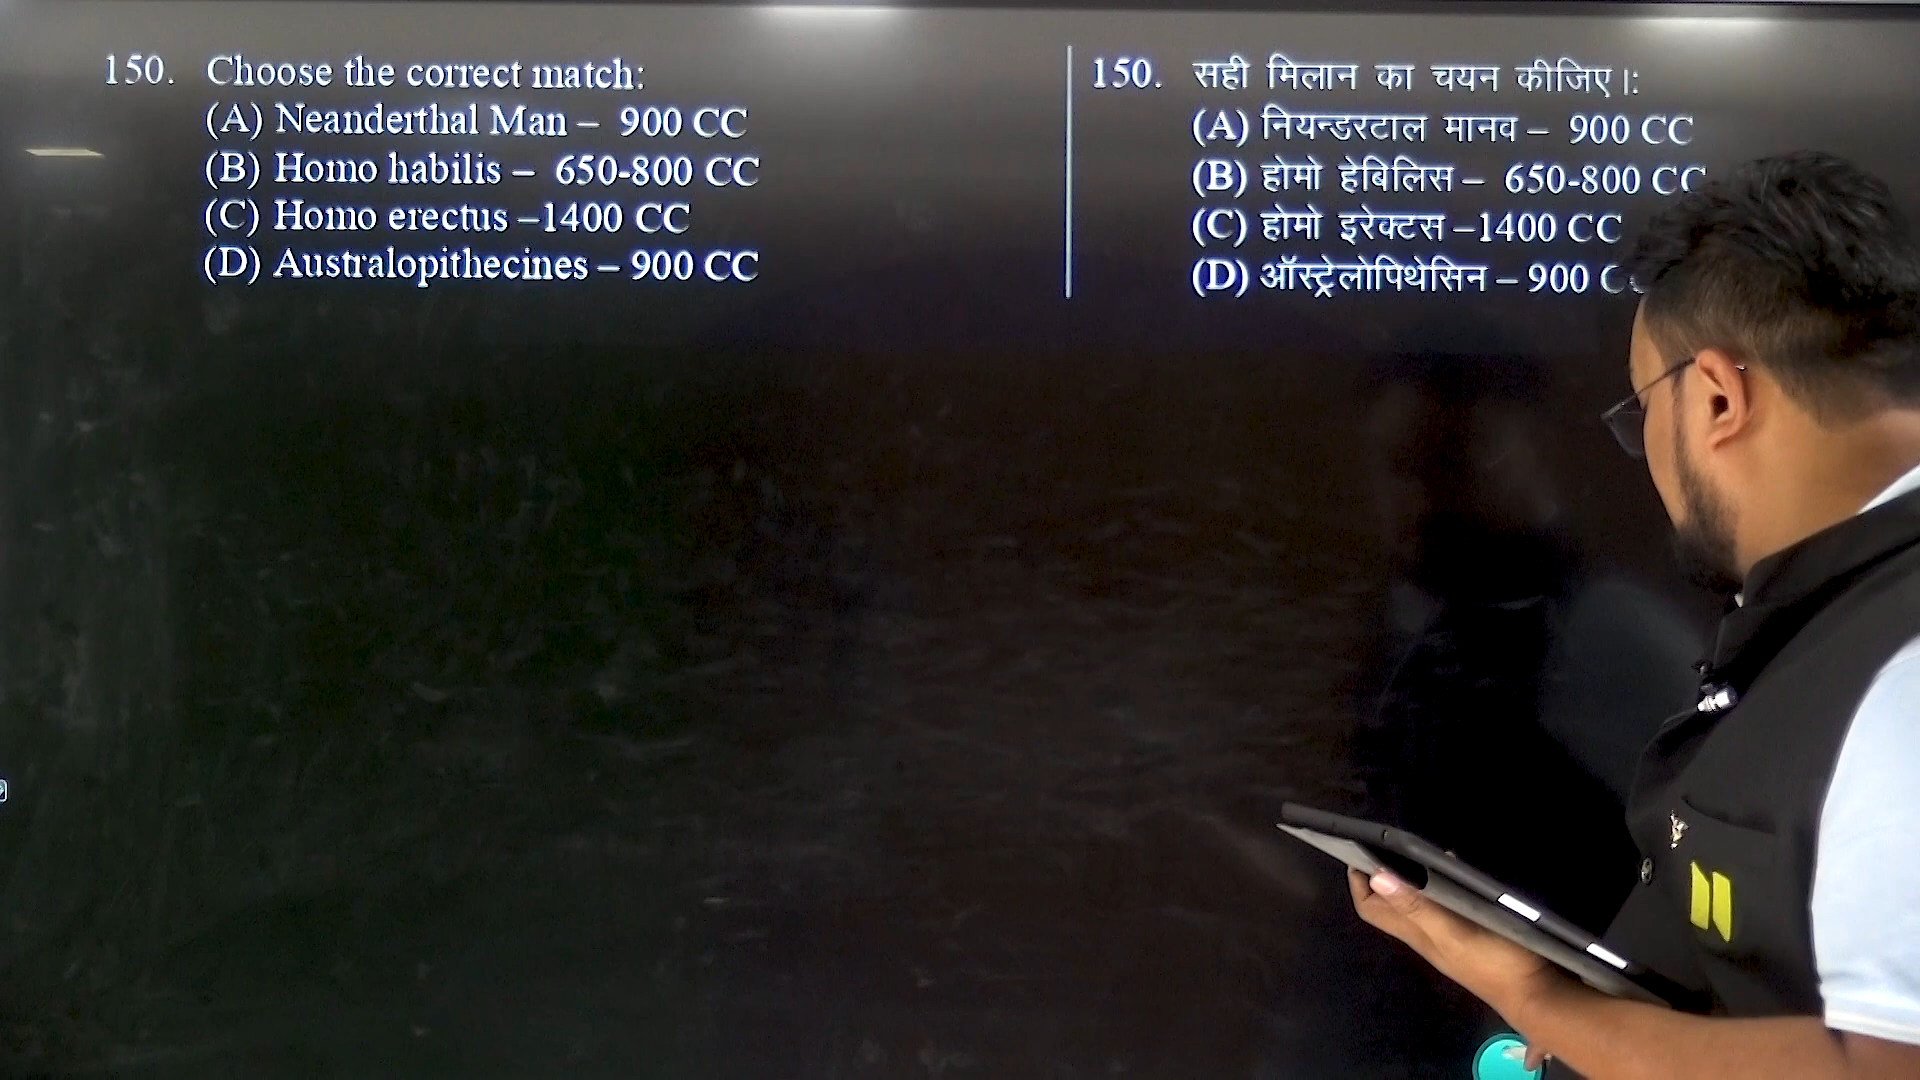 150. Choose the correct match:
(A) Neanderthal Man – 900 CC
(B) Homo habilis – 650-800 CC
(C) Homo erectus –1400 CC
(D) Australopithecines – 900 CC
150. सही मिलान का चयन कीजिए।:
(A) नियन्डरटाल मानव – 900 CC
(B) होमो हेबिलिस – 650-800 CC
(C) होमो इरेक्टस –1400 CC
(D) ऑस्ट्रेलोपिथेसिन – 900 C